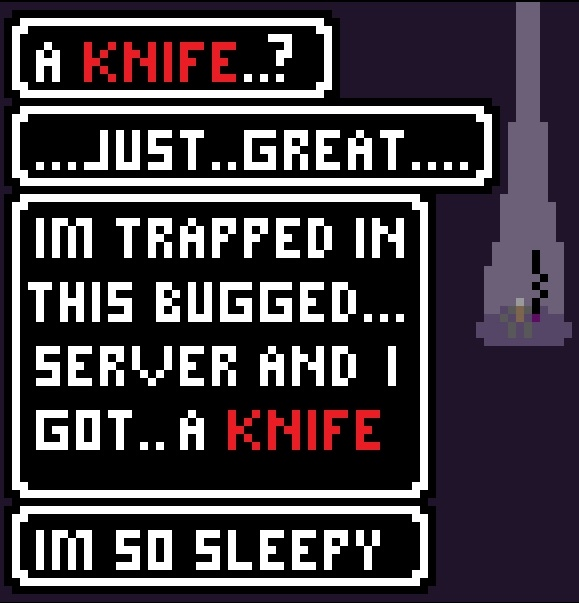 A KNIFE..?
...JUST..GREAT....
IM TRAPPED IN
THIS BUGGED...
SERVER AND I
GOT.. A KNIFE
IM SO SLEEPY